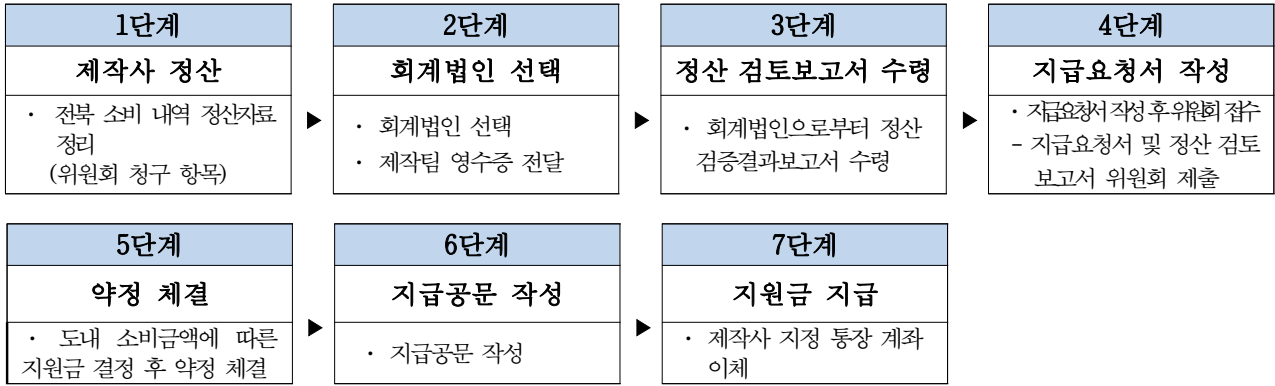 1단계
제작사 정산
· 전북 소비 내역 정산자료
정리
(위원회 청구 항목)
▶
2단계
회계법인 선택
· 회계법인 선택
· 제작팀 영수증 전달
▶
3단계
정산 검토보고서 수령
· 회계법인으로부터 정산
검증결과보고서 수령
▶
4단계
지급요청서 작성
· 지급요청서 작성 후 위원회 접수
- 지급요청서 및 정산 검토
보고서 위원회 제출
5단계
약정 체결
· 도내 소비금액에 따른
지원금 결정 후 약정 체결
▶
6단계
지급공문 작성
· 지급공문 작성
▶
7단계
지원금 지급
· 제작사 지정 통장 계좌
이체